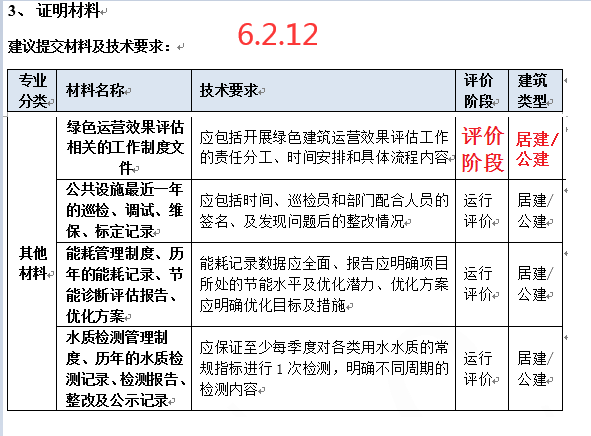 3、 证明材料
6.2.12
建议提交材料及技术要求：
专业
分类
材料名称
技术要求
评价
阶段
建筑
类型
其他
材料
绿色运营效果评估
相关的工作制度文
件
应包括开展绿色建筑运营效果评估工作
的责任分工、时间安排和具体流程内容
评价
阶段
居建/
公建
公共设施最近一年
的巡检、调试、维
保、标定记录
应包括时间、巡检员和部门配合人员的
签名、及发现问题后的整改情况
运行
评价
居建/
公建
能耗管理制度、历
年的能耗记录、节
能诊断评估报告、
优化方案
能耗记录数据应全面、报告应明确项目
所处的节能水平及优化潜力、优化方案
应明确优化目标及措施
运行
评价
居建/
公建
水质检测管理制
度、历年的水质检
测记录、检测报告、
整改及公示记录
应保证至少每季度对各类用水水质的常
规指标进行1次检测，明确不同周期的
检测内容
运行
评价
居建/
公建